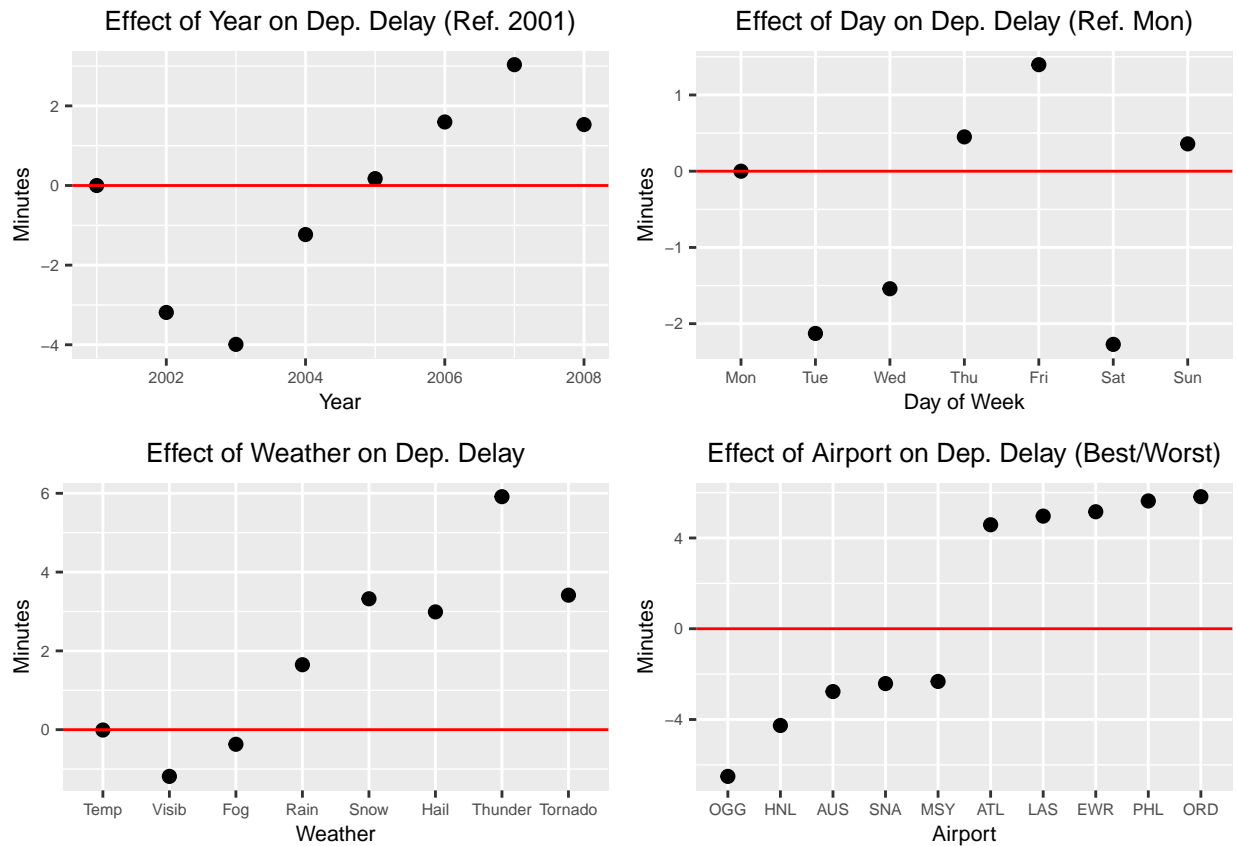 Effect of Year on Dep. Delay (Ref. 2001)
Minutes
2
0
−2
−4
2002 2004 2006 2008
Year
Effect of Day on Dep. Delay (Ref. Mon)
Minutes
1
0
−1
−2
Mon Tue Wed Thu Fri Sat Sun
Day of Week
Effect of Weather on Dep. Delay
Minutes
6
4
2
0
Temp Visib Fog Rain Snow Hail Thunder Tornado
Weather
Effect of Airport on Dep. Delay (Best/Worst)
Minutes
4
0
−4
OGG HNL AUS SNA MSY ATL LAS EWR PHL ORD
Airport